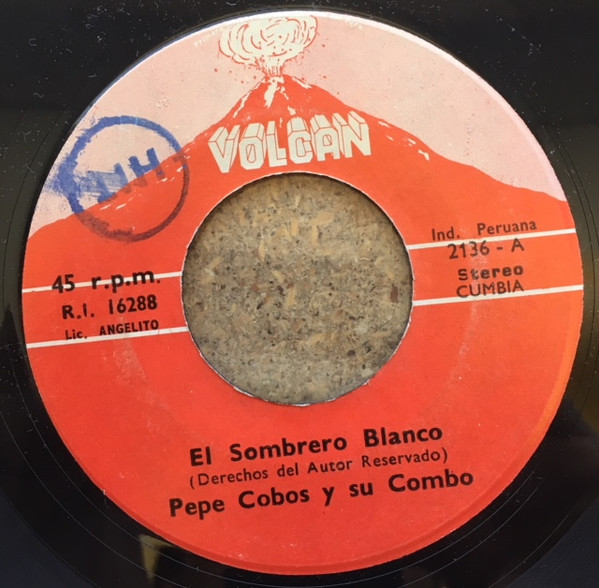 VOLCAN
45 r.p.m.
R.I. 16288
Lic. ANGELITO
Ind. Peruana
2136 - A
Stereo
CUMBIA
El Sombrero Blanco
(Derechos del Autor Reservado)
Pepe Cobos y su Combo